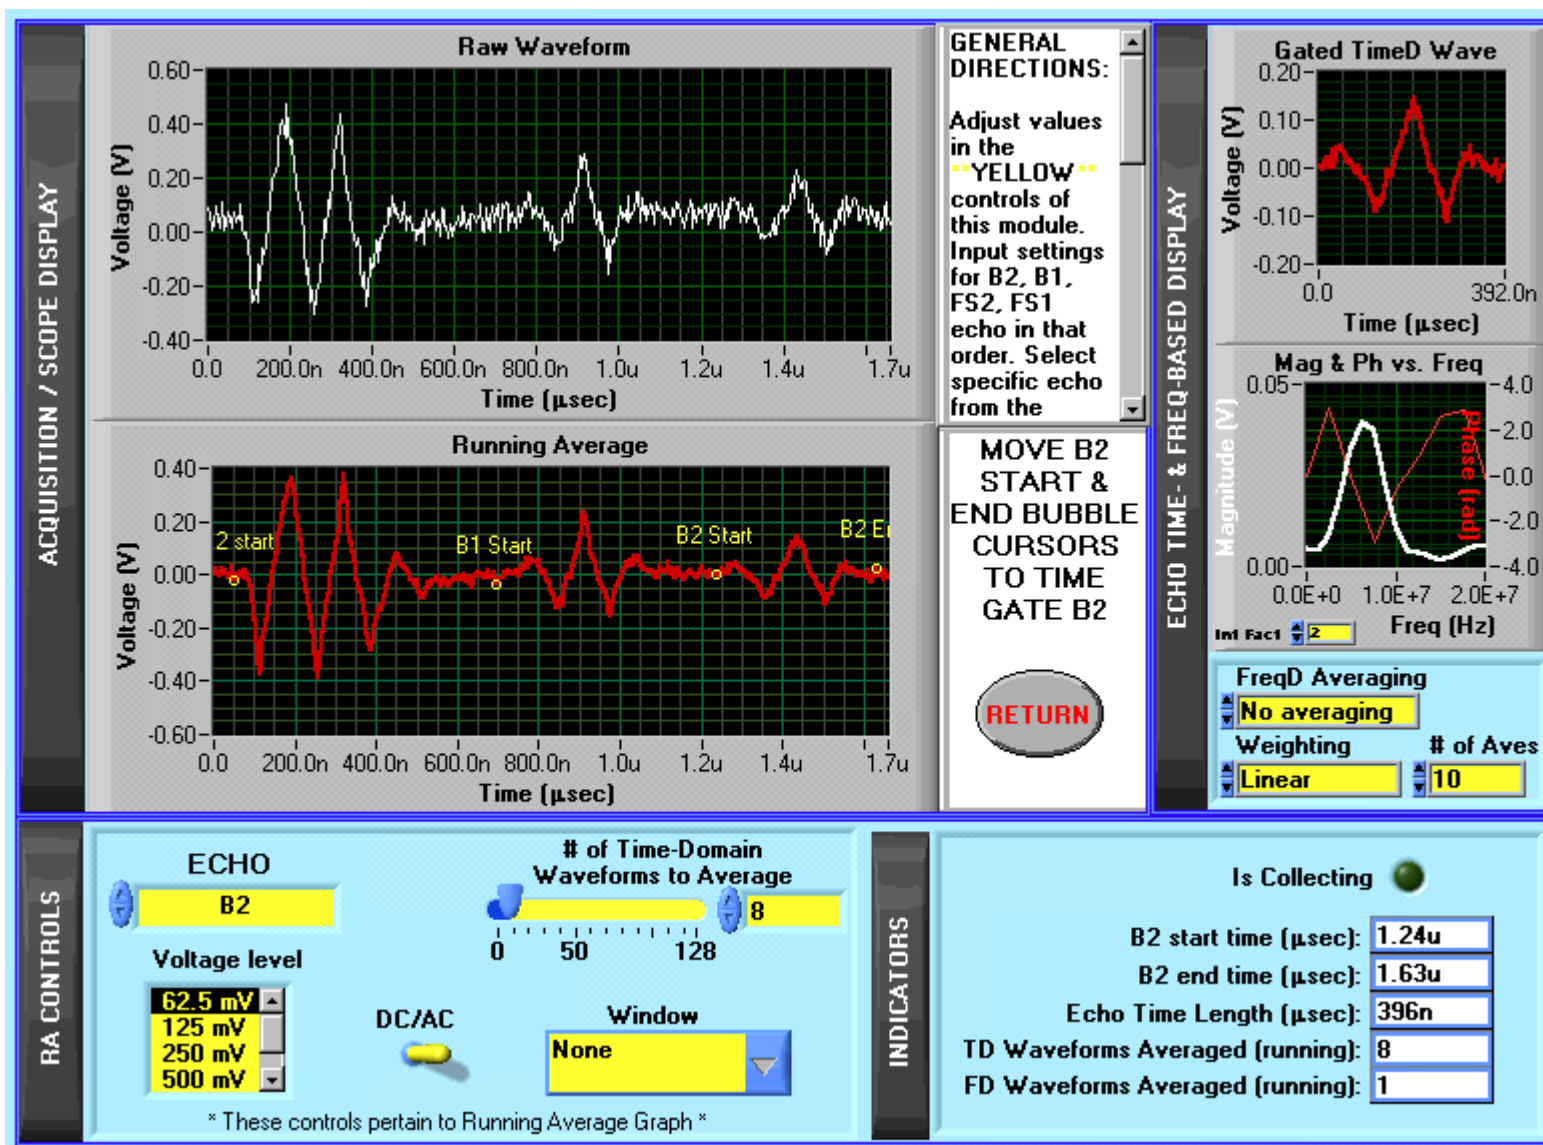 ACQUISITION / SCOPE DISPLAY
Raw Waveform
Voltage (V)
0.60
0.40
0.20
0.00
-0.20
-0.40
0.0 200.0n 400.0n 600.0n 800.0n 1.0u 1.2u 1.4u 1.7u
Time (µsec)
Running Average
Voltage (V)
0.40
0.20
0.00
-0.20
-0.40
-0.60
2 start
B1 Start
B2 Start
B2 En
0.0 200.0n 400.0n 600.0n 800.0n 1.0u 1.2u 1.4u 1.7u
Time (µsec)
GENERAL
DIRECTIONS:
Adjust values
in the
**YELLOW**
controls of
this module.
Input settings
for B2, B1,
FS2, FS1
echo in that
order. Select
specific echo
from the
MOVE B2
START &
END BUBBLE
CURSORS
TO TIME
GATE B2
RETURN
ECHO TIME- & FREQ-BASED DISPLAY
Gated TimeD Wave
Voltage (V)
0.20
0.10
0.00
-0.10
-0.20
0.0 392.0n
Time (µsec)
Mag & Ph vs. Freq
Magnitude (V)
0.05
0.00
Phase (rad)
4.0
2.0
0.0
-2.0
-4.0
0.0E+0 1.0E+7 2.0E+7
Int Fact 2
Freq (Hz)
FreqD Averaging
No averaging
Weighting # of Aves
Linear 10
RA CONTROLS
ECHO
B2
Voltage level
62.5 mV
125 mV
250 mV
500 mV
# of Time-Domain
Waveforms to Average
8
0 50 128
DC/AC
Window
None
* These controls pertain to Running Average Graph *
INDICATORS
Is Collecting
B2 start time (µsec): 1.24u
B2 end time (µsec): 1.63u
Echo Time Length (µsec): 396n
TD Waveforms Averaged (running): 8
FD Waveforms Averaged (running): 1